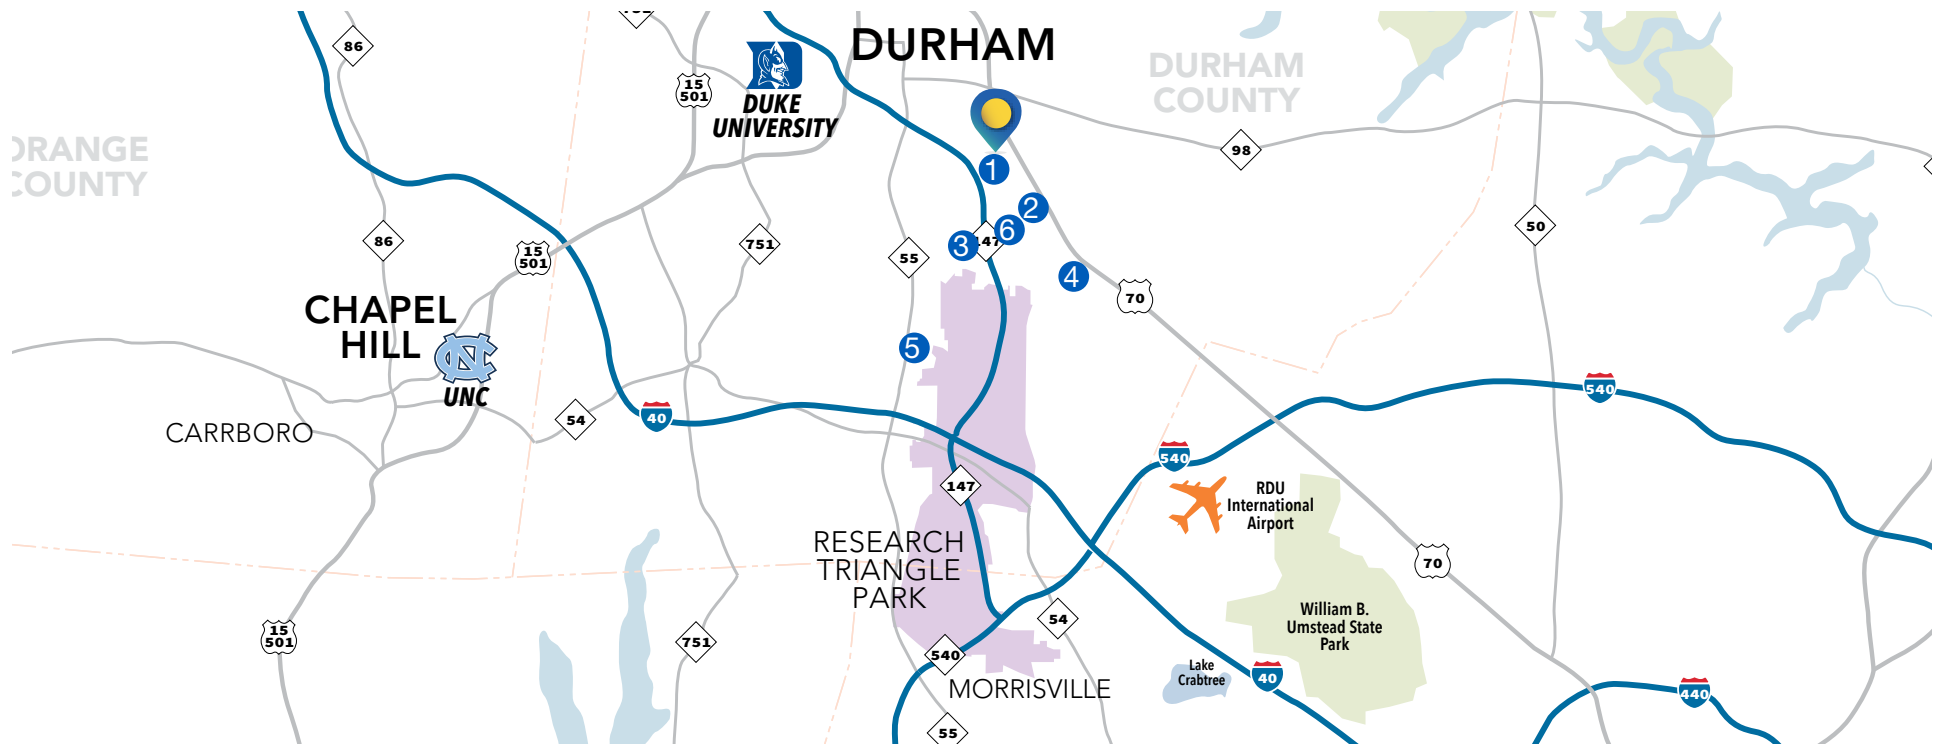 86
DURHAM
15
501
DUKE
UNIVERSITY
DURHAM
COUNTY
98
COUNTY
1
2
6
3
147
4
50
86
15
501
751
55
70
CHAPEL
HILL
UNC
5
CARRBORO
54
40
540
540
147
RDU
International
Airport
RESEARCH
TRIANGLE
PARK
70
William B.
Umstead State
Park
15
501
751
54
540
Lake
Crabtree
40
MORRISVILLE
440
55